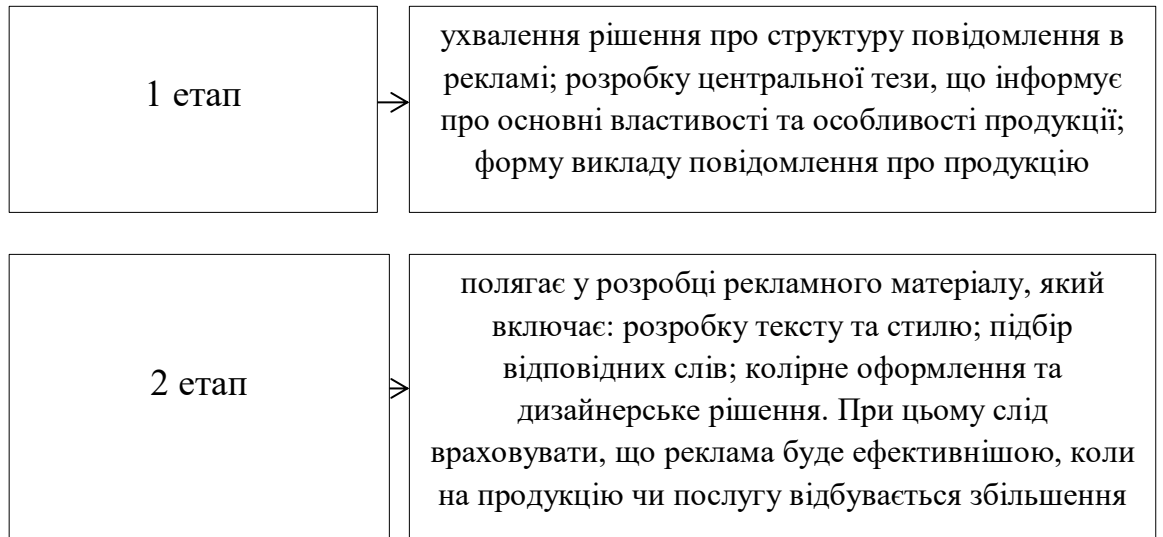 1 етап
ухвалення рішення про структуру повідомлення в
рекламі; розробку центральної тези, що інформує
про основні властивості та особливості продукції;
форму викладу повідомлення про продукцію
2 етап
полягає у розробці рекламного матеріалу, який
включає: розробку тексту та стилю; підбір
відповідних слів; колірне оформлення та
дизайнерське рішення. При цьому слід
враховувати, що реклама буде ефективнішою, коли
на продукцію чи послугу відбувається збільшення